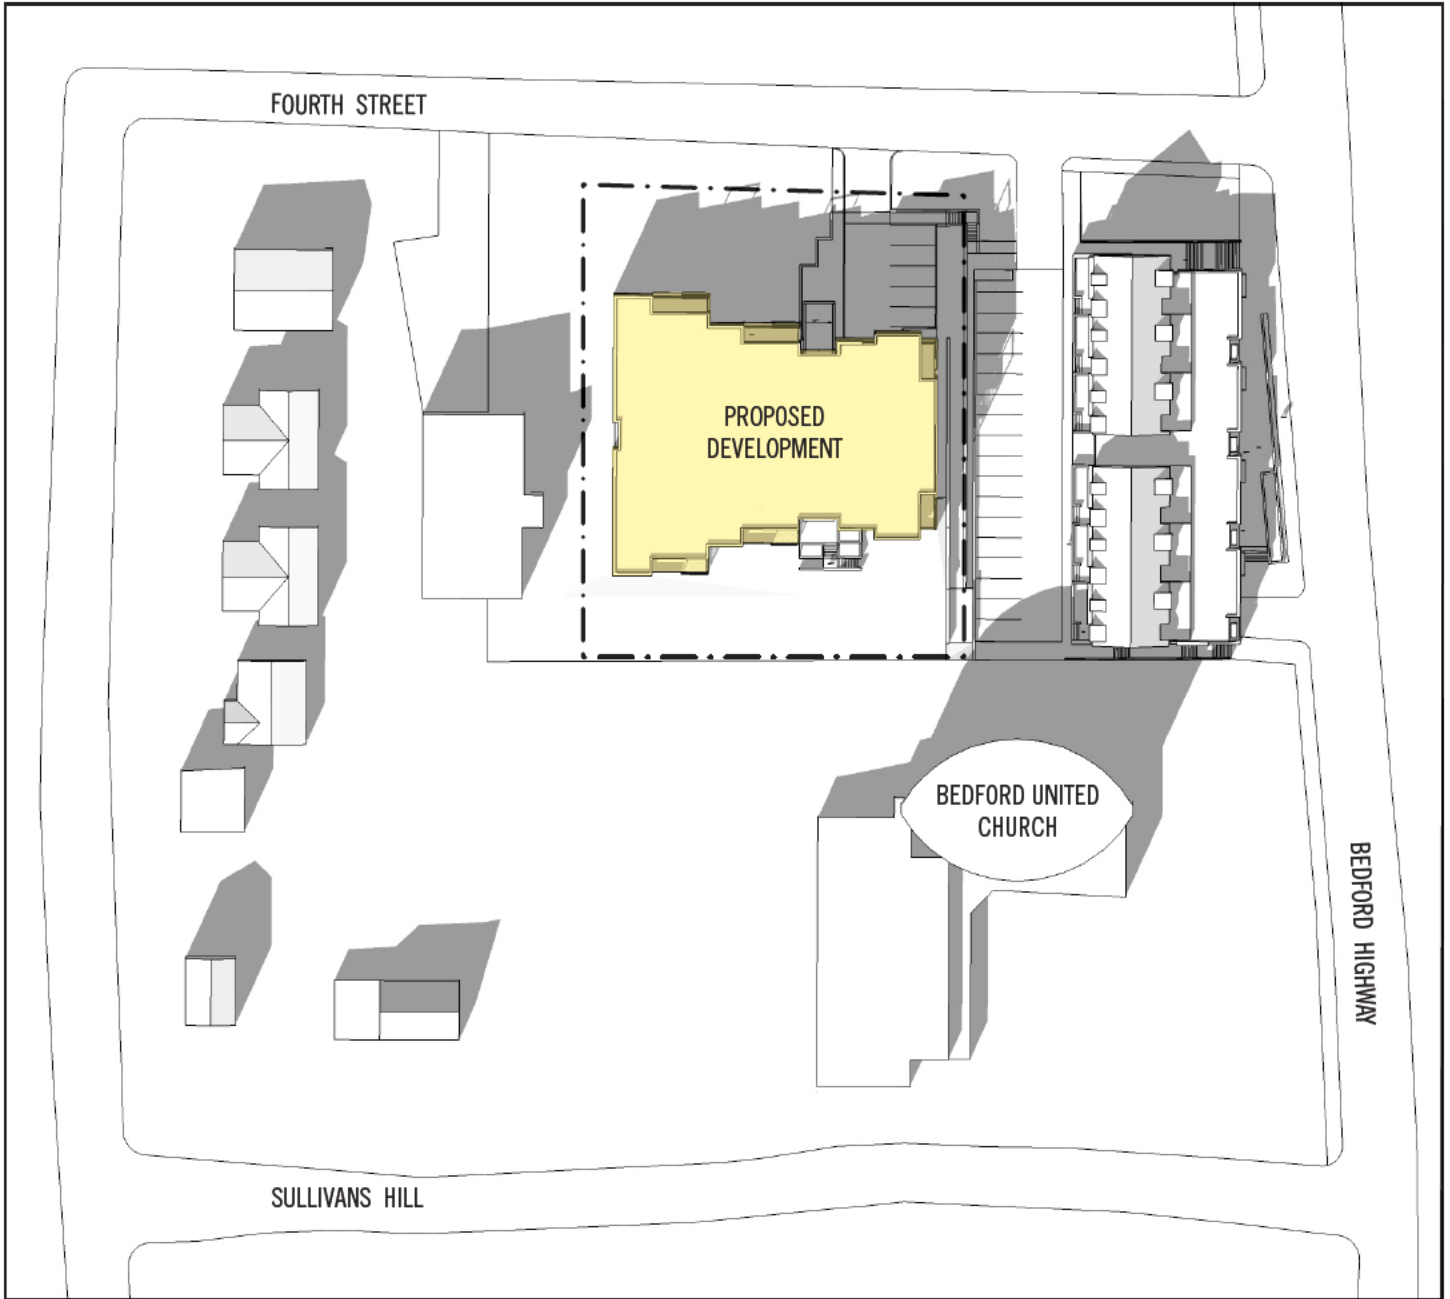 FOURTH STREET
PROPOSED
DEVELOPMENT
BEDFORD UNITED
CHURCH
BEDFORD HIGHWAY
SULLIVANS HILL